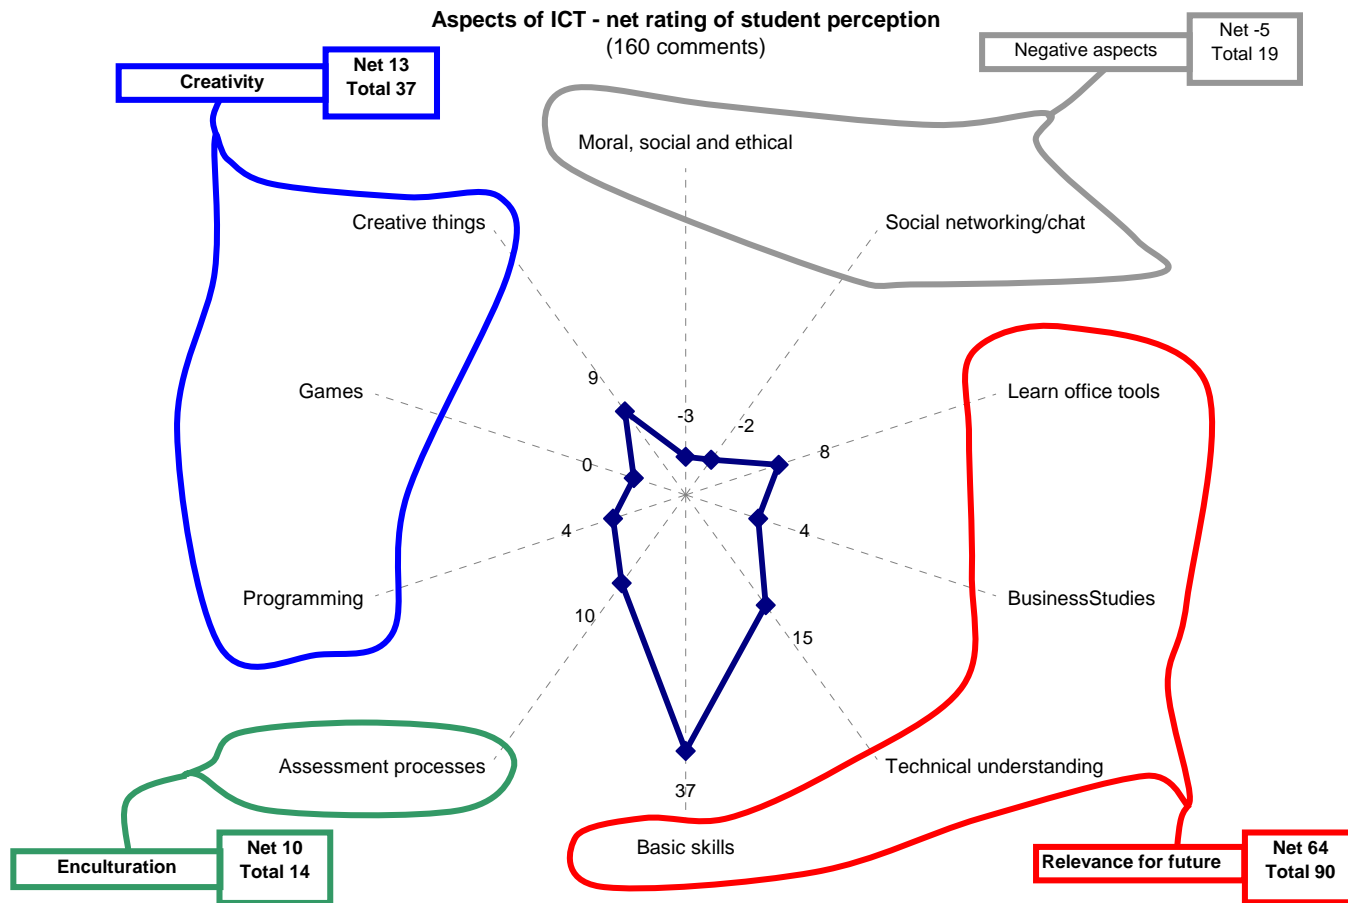 Aspects of ICT - net rating of student perception
(160 comments)
Creativity
Net 13
Total 37
Negative aspects
Net -5
Total 19
Moral, social and ethical
Creative things
Social networking/chat
Games
Learn office tools
9
-3
-2
0
8
4
4
Programming
BusinessStudies
10
15
Assessment processes
Technical understanding
37
Basic skills
Enculturation
Net 10
Total 14
Relevance for future
Net 64
Total 90